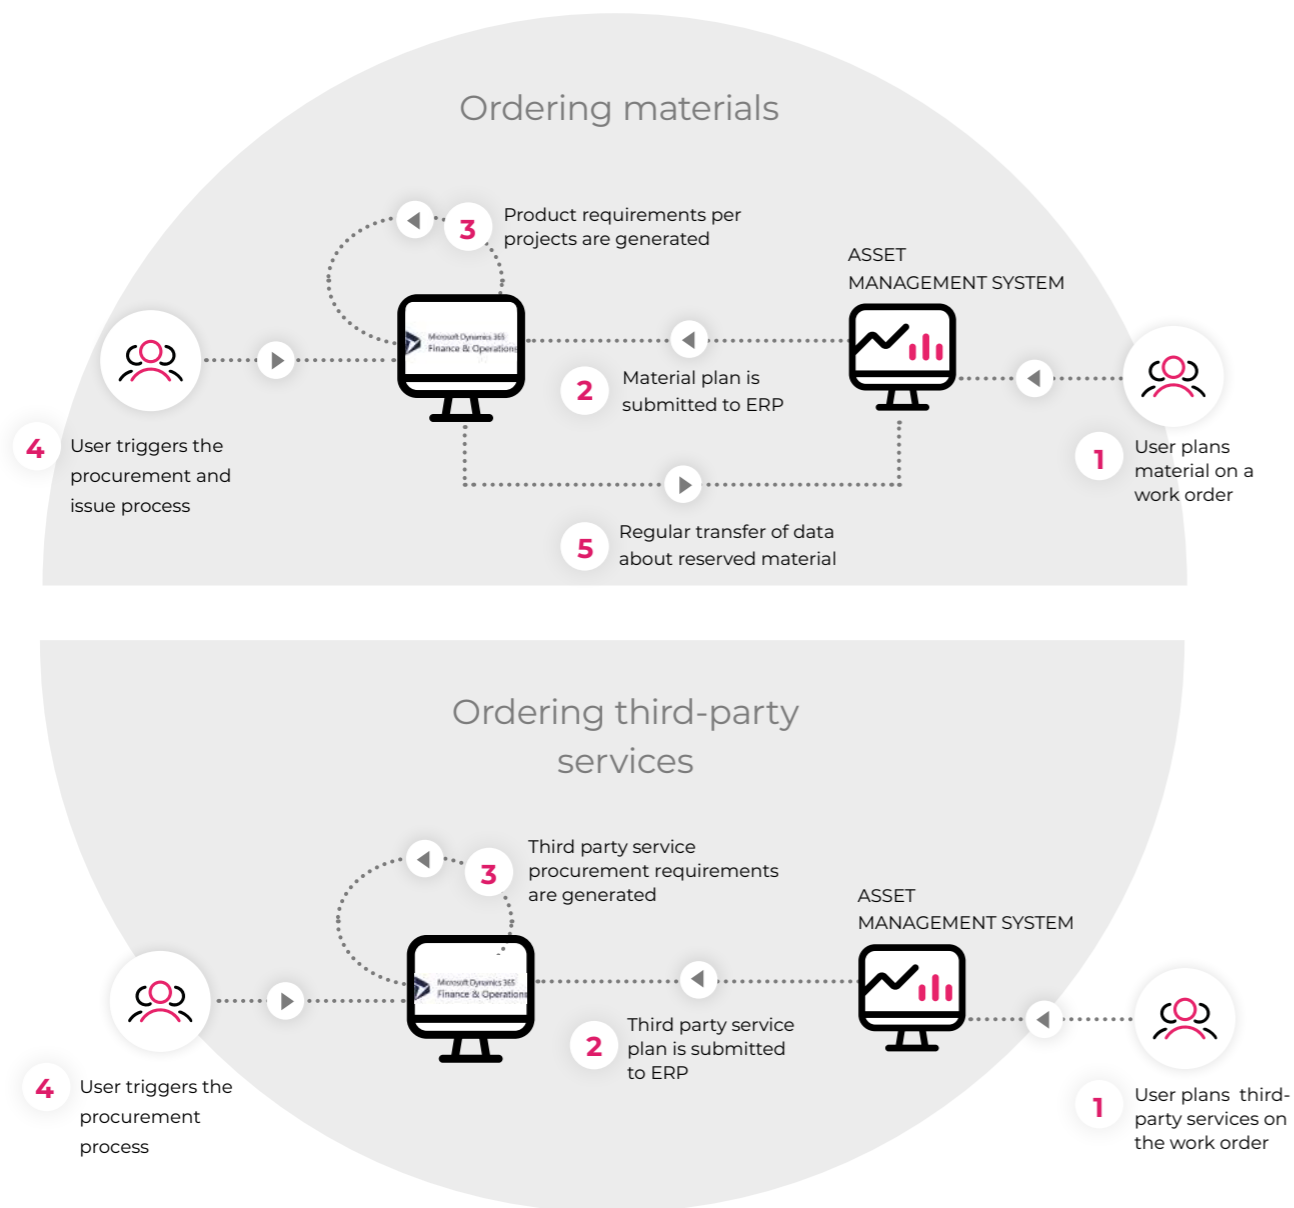 Ordering materials
3
Product requirements per
projects are generated
ASSET
MANAGEMENT SYSTEM
Microsoft Dynamics 365
Finance & Operations
2
Material plan is
submitted to ERP
4
User triggers the
procurement and
issue process
1
User plans
material on a
work order
5
Regular transfer of data
about reserved material
Ordering third-party
services
3
Third party service
procurement requirements
are generated
ASSET
MANAGEMENT SYSTEM
Microsoft Dynamics 365
Finance & Operations
2
Third party service
plan is submitted
to ERP
4
User triggers the
procurement
process
1
User plans  third-
party services on
the work order